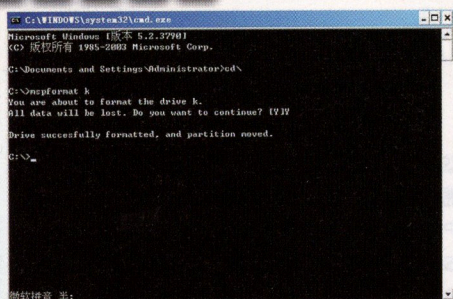 C:\WINDOWS\system32\cmd.exe
Microsoft Windows [版本 5.2.3790]
(C) 版权所有 1985-2003 Microsoft Corp.
C:\Documents and Settings\Administrator>cd\
C:\>mspformat k
You are about to format the drive k.
All data will be lost. Do you want to continue? [Y]Y
Drive succesfully formatted, and partition moved.
C:\>_
微软拼音 半: